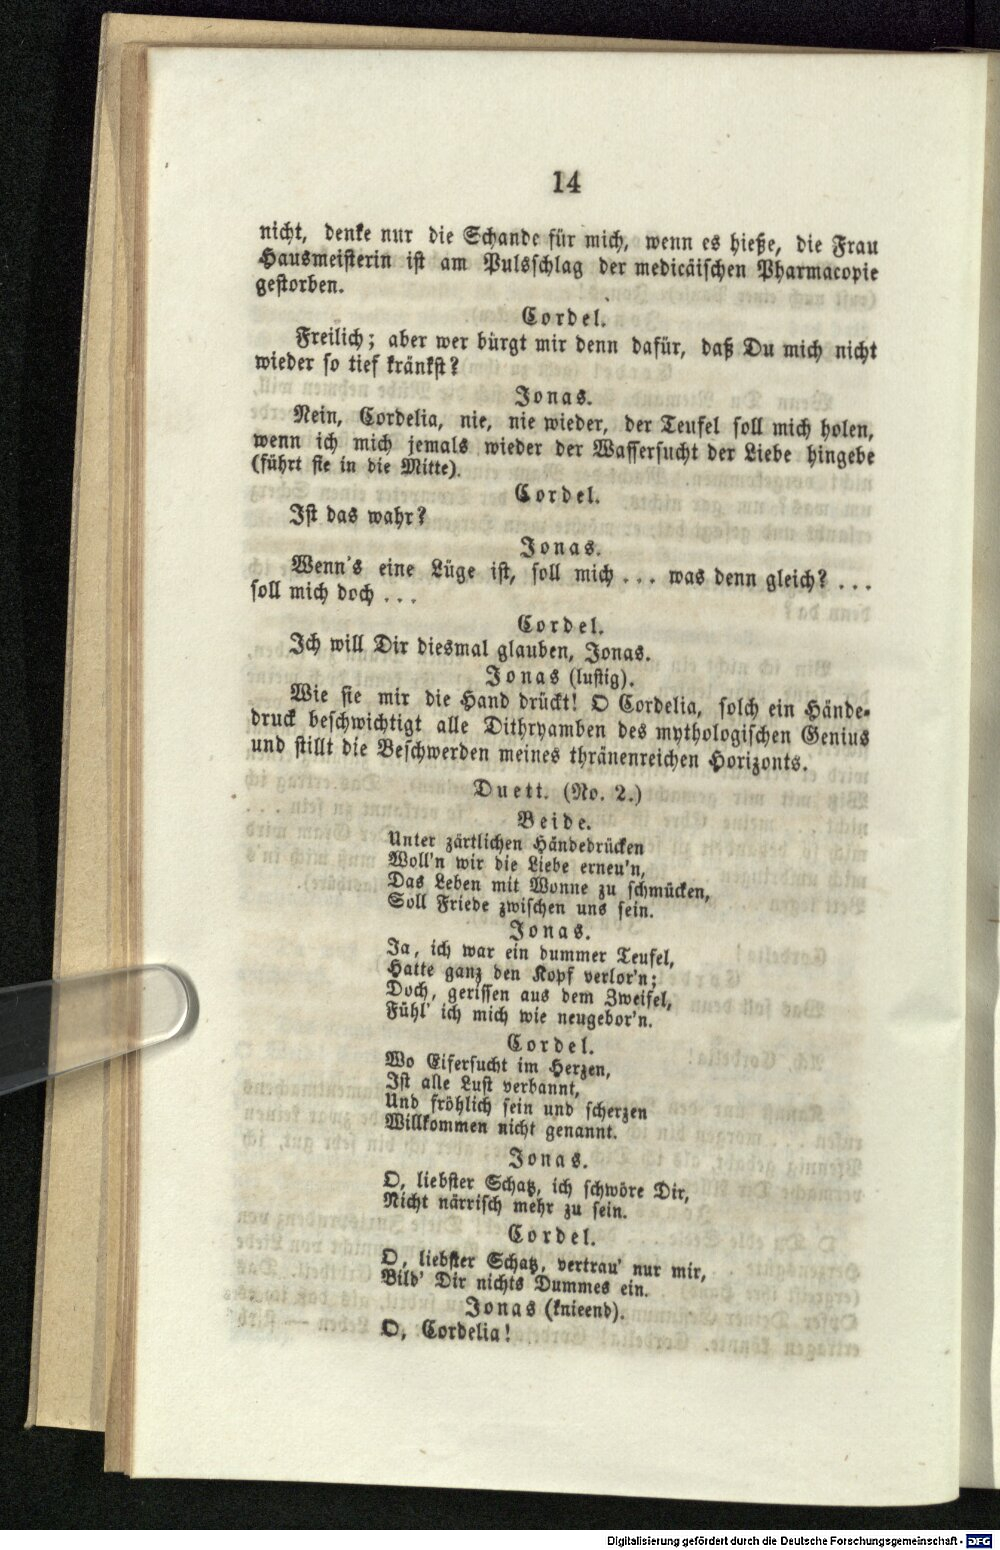 14
nicht, denke nur die Schande für mich, wenn es hieße, die Frau
Hausmeisterin ist am Pulsschlag der medicäischen Pharmacopie
gestorben.
Cordel.
Freilich; aber wer bürgt mir denn dafür, daß Du mich nicht
wieder so tief kränkst?
Jonas.
Nein, Cordelia, nie, nie wieder, der Teufel soll mich holen,
wenn ich mich jemals wieder der Wassersucht der Liebe hingebe
(führt sie in die Mitte).
Cordel.
Ist das wahr?
Jonas.
Wenn's eine Lüge ist, soll mich ... was denn gleich? ...
soll mich doch ...
Cordel.
Ich will Dir diesmal glauben, Jonas.
Jonas (lustig).
Wie sie mir die Hand drückt! O Cordelia, solch ein Hände-
druck beschwichtigt alle Dithryamben des mythologischen Genius
und stillt die Beschwerden meines thränenreichen Horizonts.
Duett. (No. 2.)
Beide.
Unter zärtlichen Händedrücken
Woll'n wir die Liebe erneu'n,
Das Leben mit Wonne zu schmücken,
Soll Friede zwischen uns sein.
Jonas.
Ja, ich war ein dummer Teufel,
Hatte ganz den Kopf verlor'n;
Doch, gerissen aus dem Zweifel,
Fühl' ich mich wie neugebor'n.
Cordel.
Wo Eifersucht im Herzen,
Ist alle Lust verbannt,
Und fröhlich sein und scherzen
Willkommen nicht genannt.
Jonas.
O, liebster Schatz, ich schwöre Dir,
Nicht närrisch mehr zu sein.
Cordel.
O, liebster Schatz, vertrau' nur mir,
Bild' Dir nichts Dummes ein.
Jonas (knieend).
O, Cordelia!
Digitalisierung gefördert durch die Deutsche Forschungsgemeinschaft - DFG